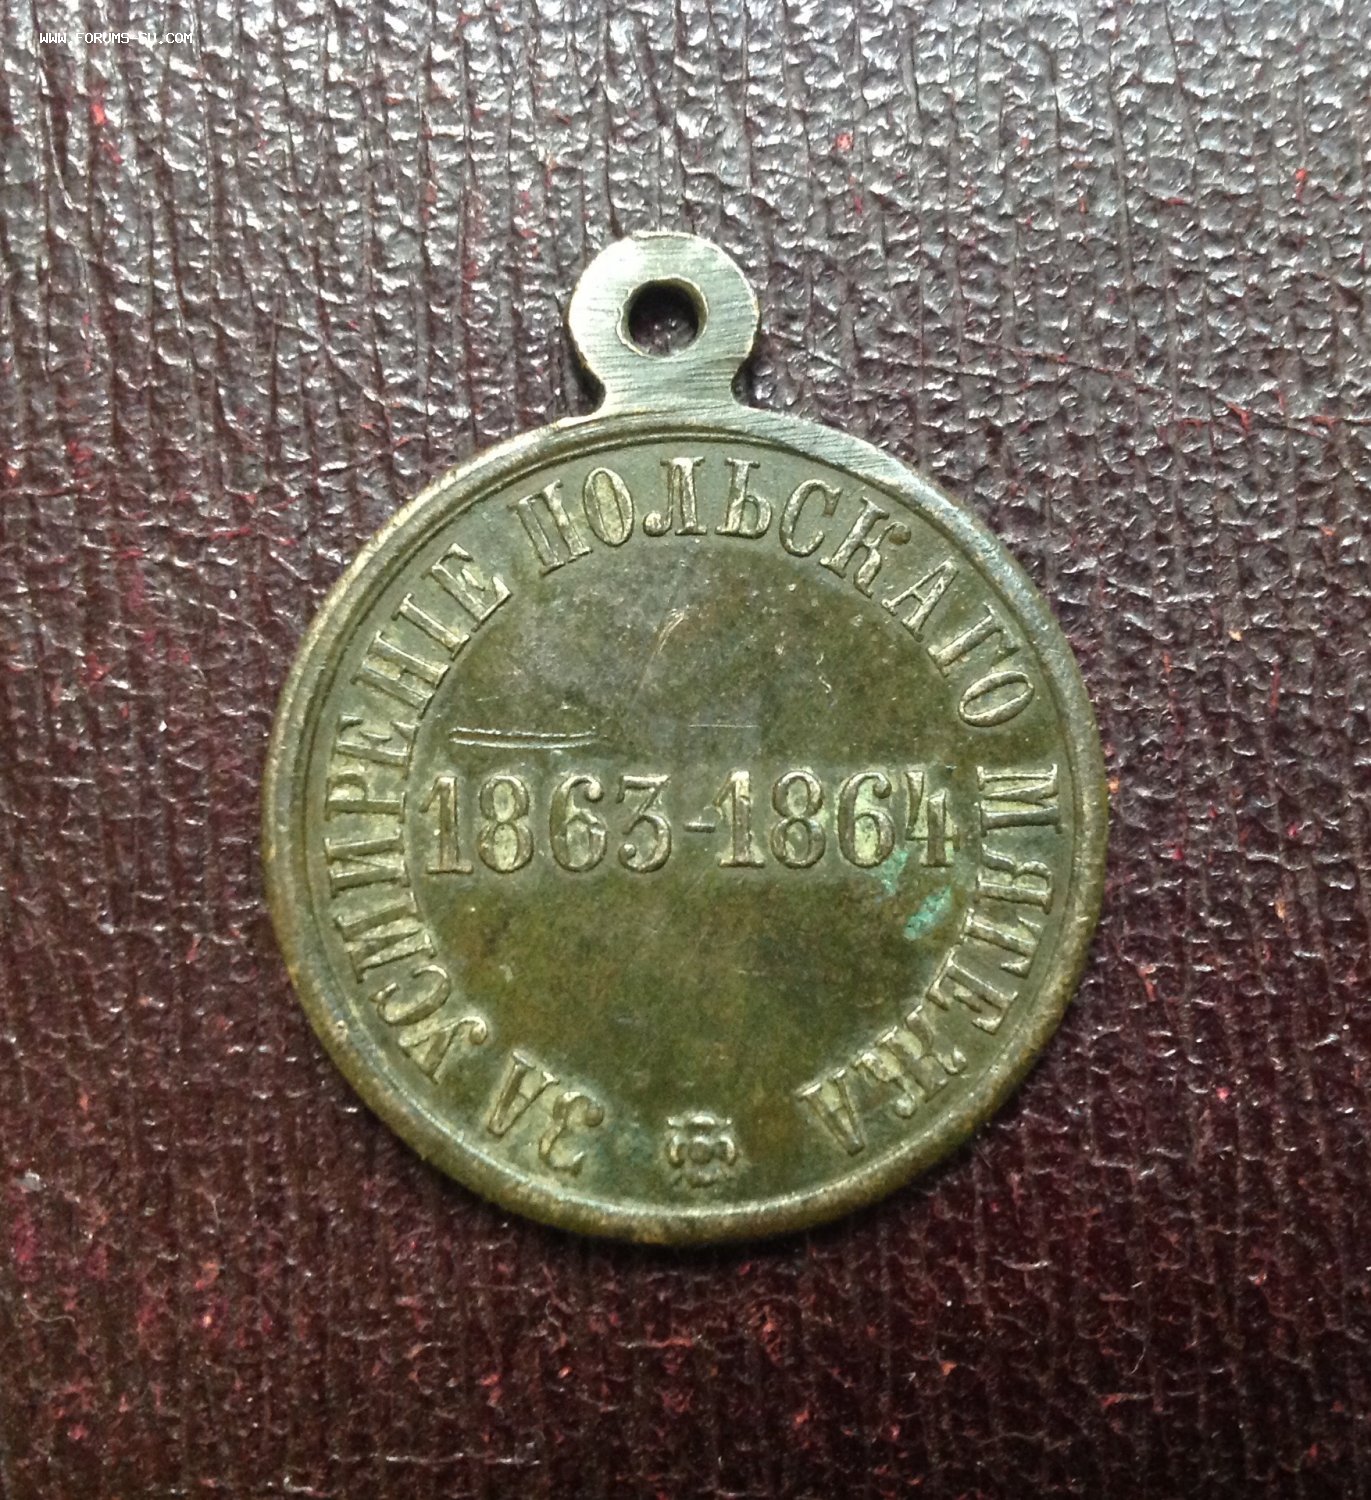 WWW.FORUMS-SU.COM
ЗА УСМИРЕНІЕ ПОЛЬСКАГО МЯТЕЖА
1863-1864